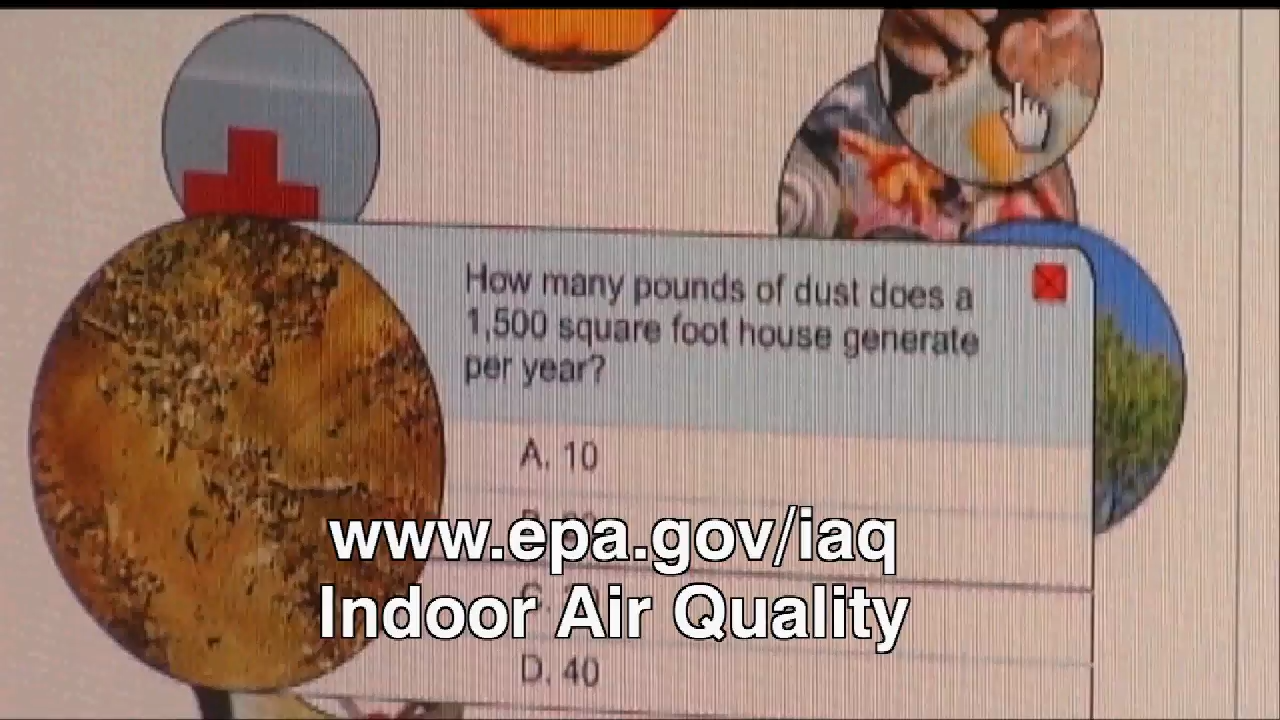 How many pounds of dust does a
1,500 square foot house generate
per year?
A. 10
www.epa.gov/iaq
C.
Indoor Air Quality
D. 40